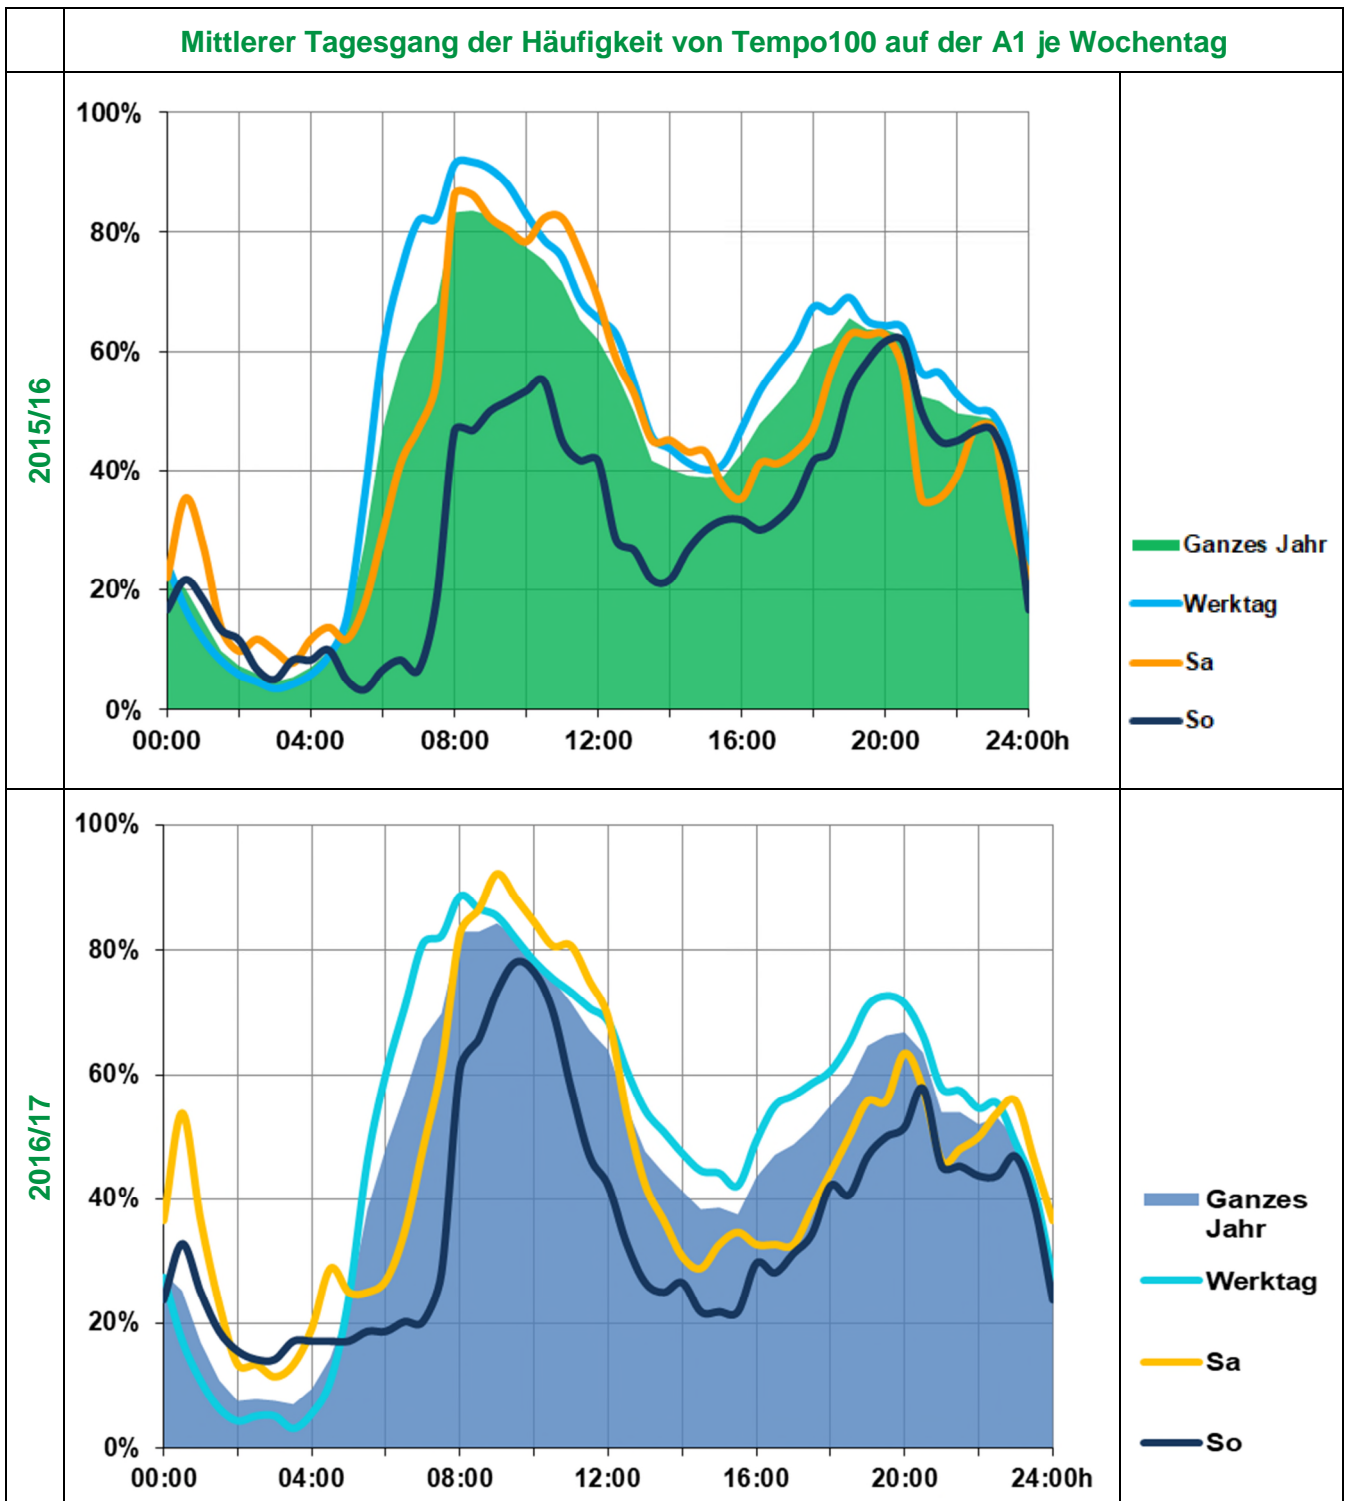 Mittlerer Tagesgang der Häufigkeit von Tempo100 auf der A1 je Wochentag
2015/16
100%
80%
60%
40%
20%
0%
00:00 04:00 08:00 12:00 16:00 20:00 24:00h
Ganzes Jahr
Werktag
Sa
So
2016/17
100%
80%
60%
40%
20%
0%
00:00 04:00 08:00 12:00 16:00 20:00 24:00h
Ganzes
Jahr
Werktag
Sa
So